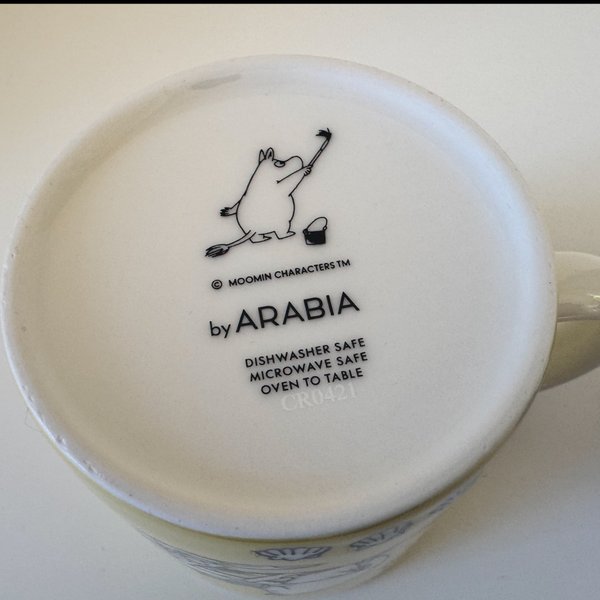 © MOOMIN CHARACTERS TM
by ARABIA
DISHWASHER SAFE
MICROWAVE SAFE
OVEN TO TABLE
CR0421